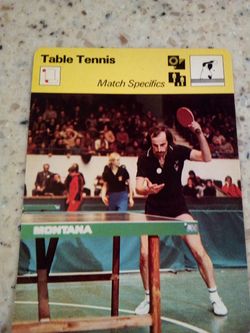 Table Tennis
Match Specifics
MONTANA